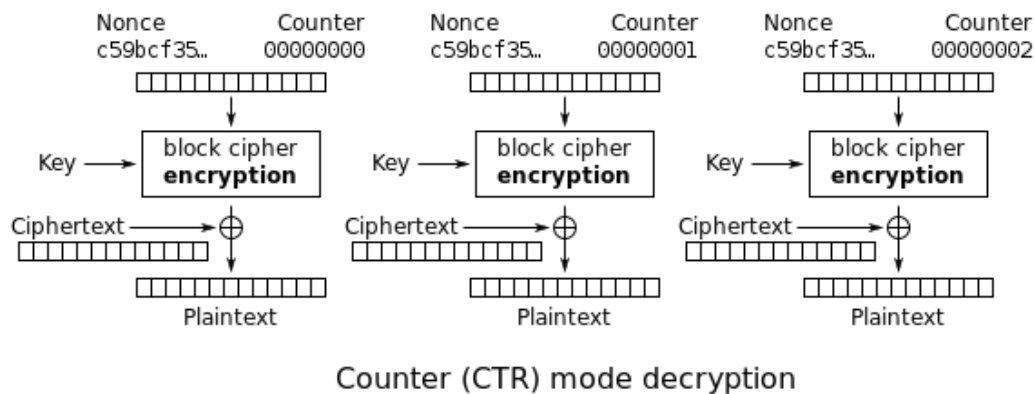 Nonce Counter Nonce Counter Nonce Counter
c59bcf35… 00000000 c59bcf35… 00000001 c59bcf35… 00000002
Key block cipher Key block cipher Key block cipher
encryption encryption encryption
Ciphertext Ciphertext Ciphertext
Plaintext Plaintext Plaintext
Counter (CTR) mode decryption